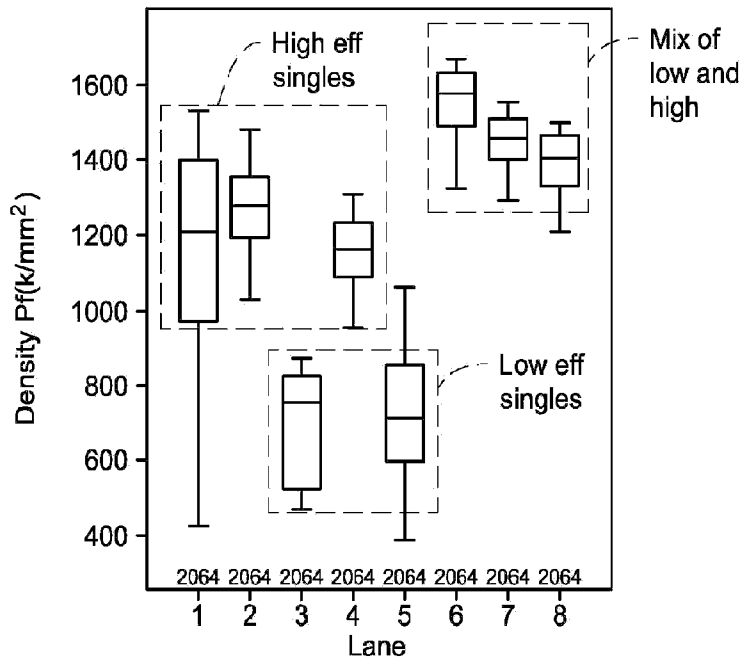 High eff
singles
Mix of
low and
high
Low eff
singles
Density Pf(k/mm²)
1600
1400
1200
1000
800
600
400
2064 2064 2064 2064 2064 2064 2064 2064
1 2 3 4 5 6 7 8
Lane